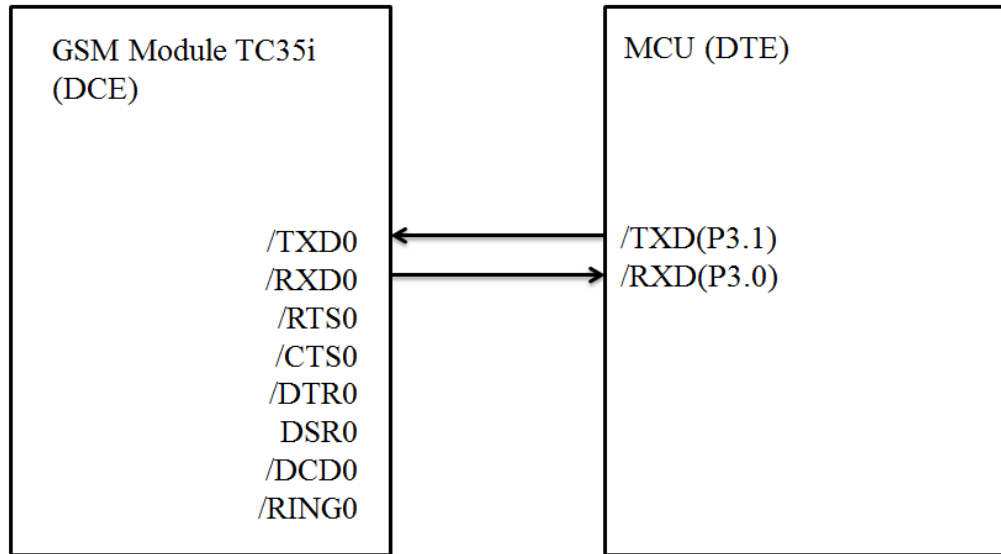 GSM Module TC35i
(DCE)
/TXD0
/RXD0
/RTS0
/CTS0
/DTR0
DSR0
/DCD0
/RING0
MCU (DTE)
/TXD(P3.1)
/RXD(P3.0)